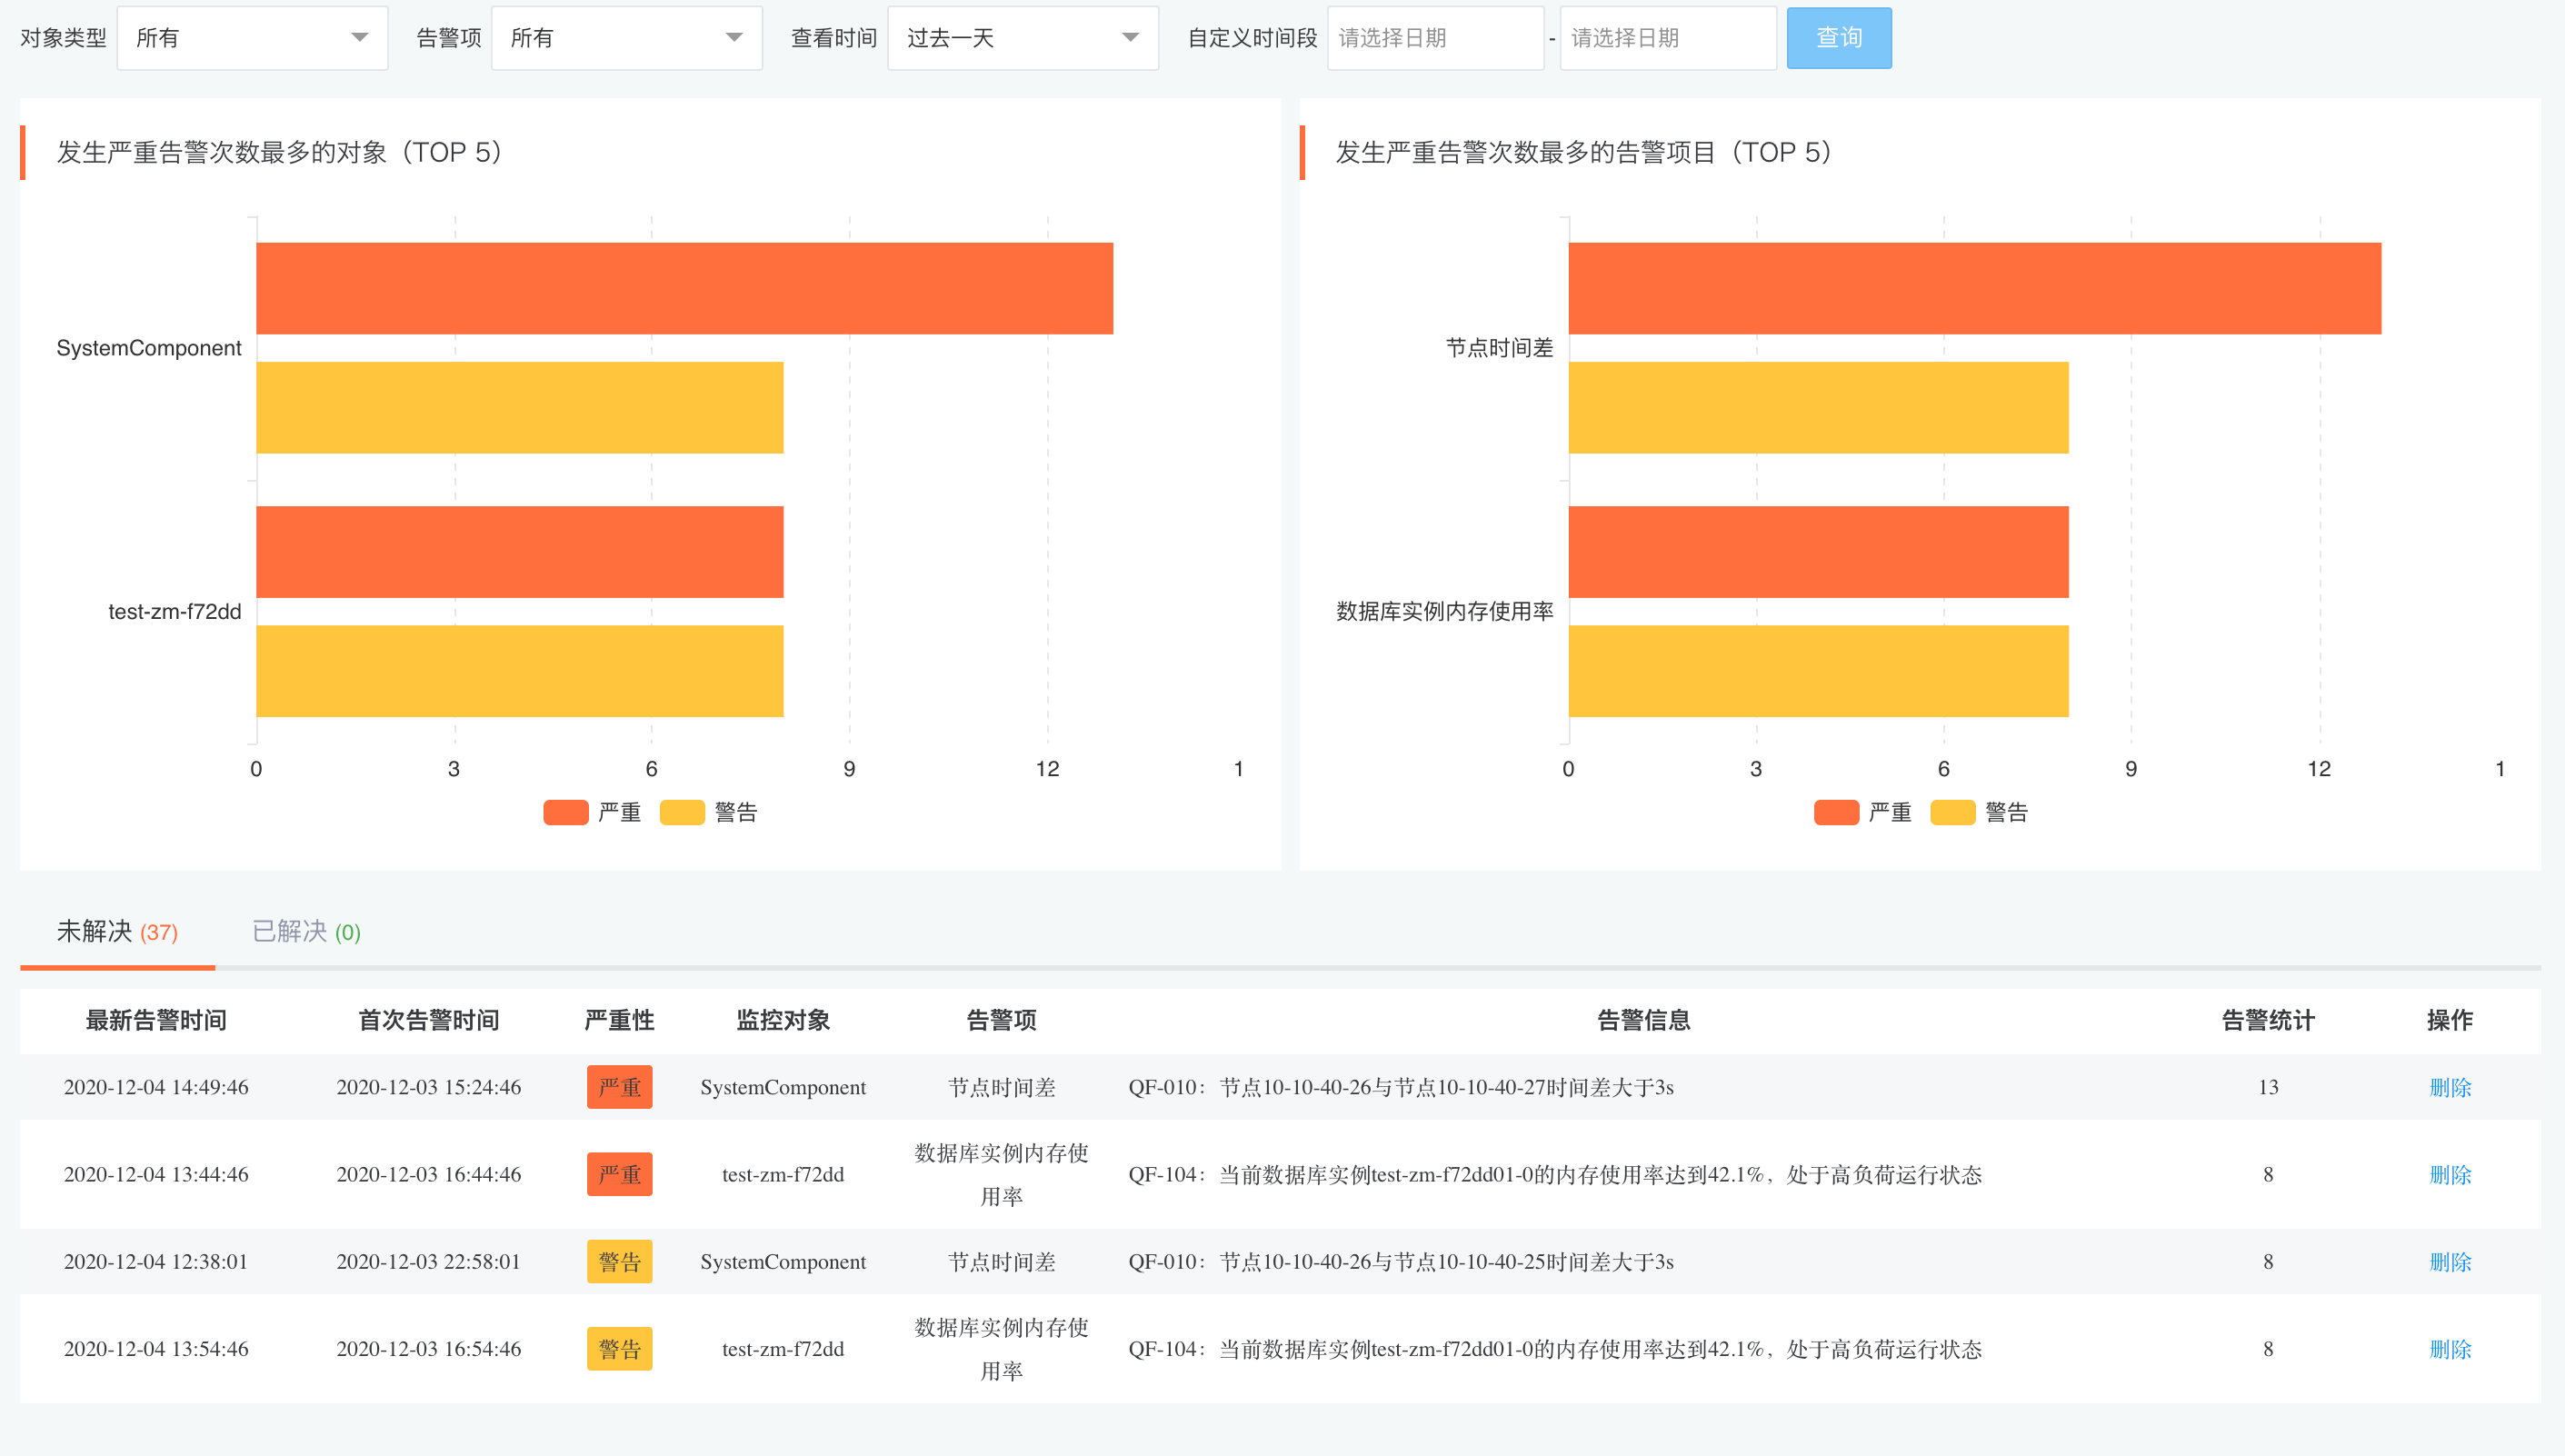 对象类型 所有 告警项 所有 查看时间 过去一天 自定义时间段 请选择日期 - 请选择日期 查询
发生严重告警次数最多的对象（TOP 5）
SystemComponent
test-zm-f72dd
0 3 6 9 12 1
严重 警告
发生严重告警次数最多的告警项目（TOP 5）
节点时间差
数据库实例内存使用率
0 3 6 9 12 1
严重 警告
未解决 (37) 已解决 (0)
最新告警时间 首次告警时间 严重性 监控对象 告警项 告警信息 告警统计 操作
2020-12-04 14:49:46 2020-12-03 15:24:46 严重 SystemComponent 节点时间差 QF-010：节点10-10-40-26与节点10-10-40-27时间差大于3s 13 删除
2020-12-04 13:44:46 2020-12-03 16:44:46 严重 test-zm-f72dd 数据库实例内存使
用率 QF-104：当前数据库实例test-zm-f72dd01-0的内存使用率达到42.1%，处于高负荷运行状态 8 删除
2020-12-04 12:38:01 2020-12-03 22:58:01 警告 SystemComponent 节点时间差 QF-010：节点10-10-40-26与节点10-10-40-25时间差大于3s 8 删除
2020-12-04 13:54:46 2020-12-03 16:54:46 警告 test-zm-f72dd 数据库实例内存使
用率 QF-104：当前数据库实例test-zm-f72dd01-0的内存使用率达到42.1%，处于高负荷运行状态 8 删除